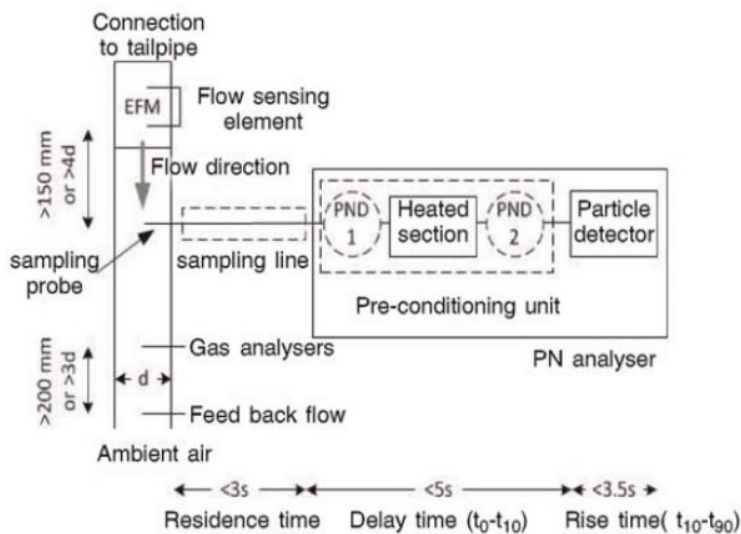 Connection
to tailpipe
EFM
Flow sensing
element
>150 mm
or >4d
Flow direction
PND
1
Heated
section
PND
2
Particle
detector
sampling
probe
sampling line
Pre-conditioning unit
PN analyser
Gas analysers
>200 mm
or >3d
d
Feed back flow
Ambient air
<3s
<5s
<3.5s
Residence time
Delay time (t0-t10)
Rise time( t10-t90)